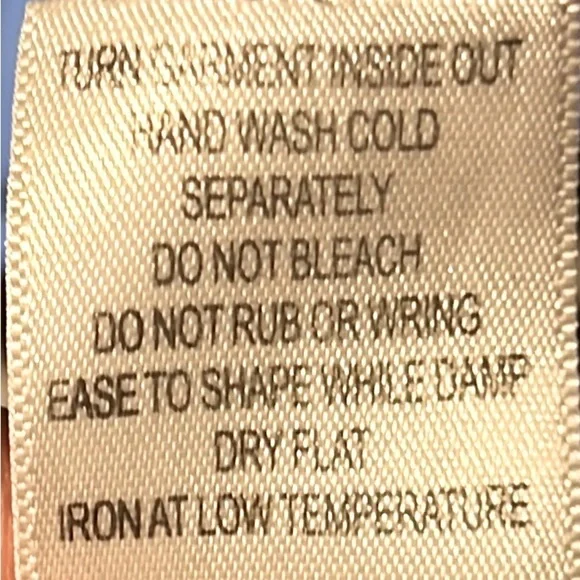 TURN GARMENT INSIDE OUT
HAND WASH COLD
SEPARATELY
DO NOT BLEACH
DO NOT RUB OR WRING
EASE TO SHAPE WHILE DAMP
DRY FLAT
IRON AT LOW TEMPERATURE